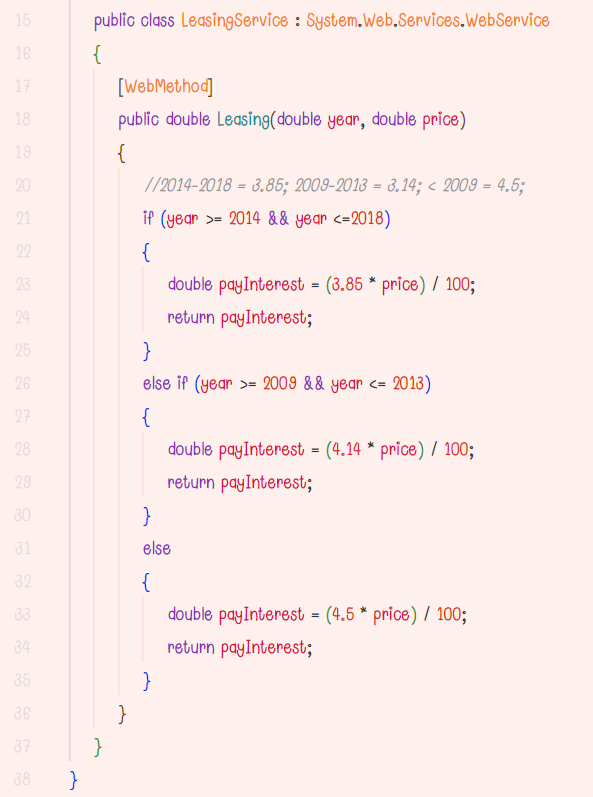 15 public class LeasingService : System.Web.Services.WebService
16 {
17 [WebMethod]
18 public double Leasing(double year, double price)
19 {
20 //2014-2018 = 3.85; 2009-2013 = 3.14; < 2009 = 4.5;
21 if (year >= 2014 && year <=2018)
22 {
23 double payInterest = (3.85 * price) / 100;
24 return payInterest;
25 }
26 else if (year >= 2009 && year <= 2013)
27 {
28 double payInterest = (4.14 * price) / 100;
29 return payInterest;
30 }
31 else
32 {
33 double payInterest = (4.5 * price) / 100;
34 return payInterest;
35 }
36 }
37 }
38 }